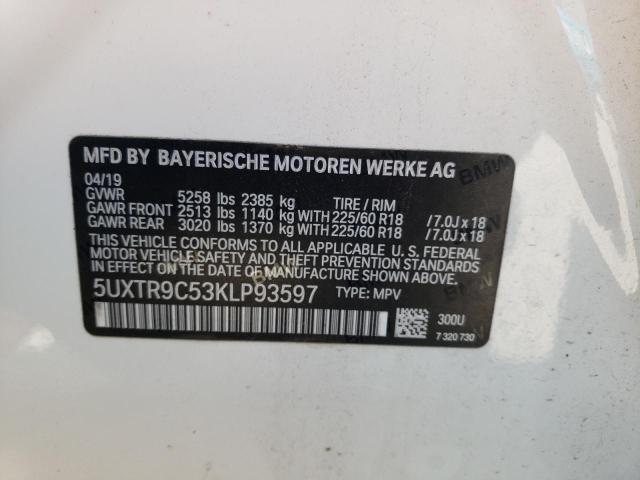 MFD BY BAYERISCHE MOTOREN WERKE AG
04/19
GVWR 5258 lbs 2385 kg TIRE / RIM
GAWR FRONT 2513 lbs 1140 kg WITH 225/60 R18 / 7.0J x 18
GAWR REAR 3020 lbs 1370 kg WITH 225/60 R18 / 7.0J x 18
THIS VEHICLE CONFORMS TO ALL APPLICABLE U.S. FEDERAL
MOTOR VEHICLE SAFETY AND THEFT PREVENTION STANDARDS
IN EFFECT ON THE DATE OF MANUFACTURE SHOWN ABOVE.
5UXTR9C53KLP93597 TYPE: MPV
300U
7 320 730
BMW